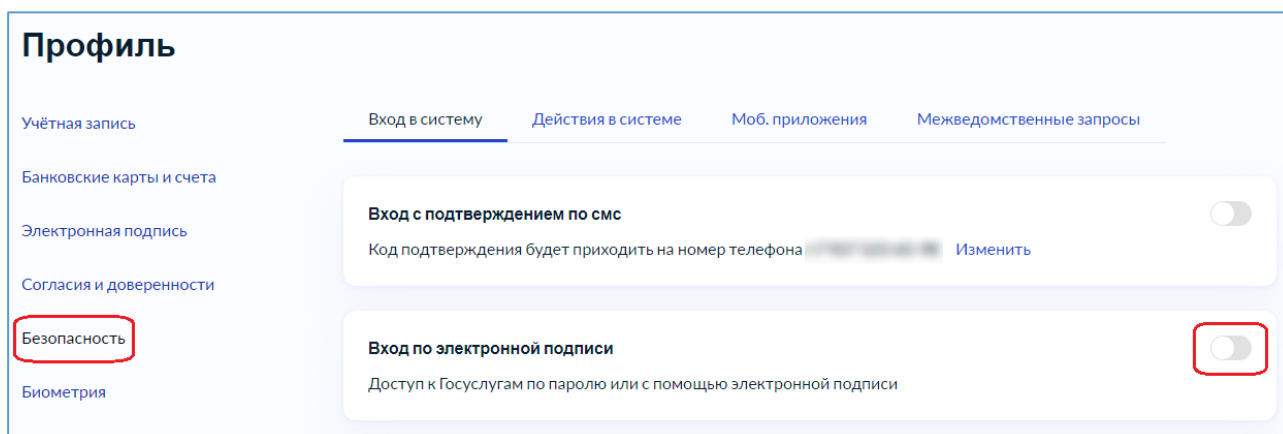 Профиль
Учётная запись
Банковские карты и счета
Электронная подпись
Согласия и доверенности
Безопасность
Биометрия
Вход в систему Действия в системе Моб. приложения Межведомственные запросы
Вход с подтверждением по смс
Код подтверждения будет приходить на номер телефона Изменить
Вход по электронной подписи
Доступ к Госуслугам по паролю или с помощью электронной подписи